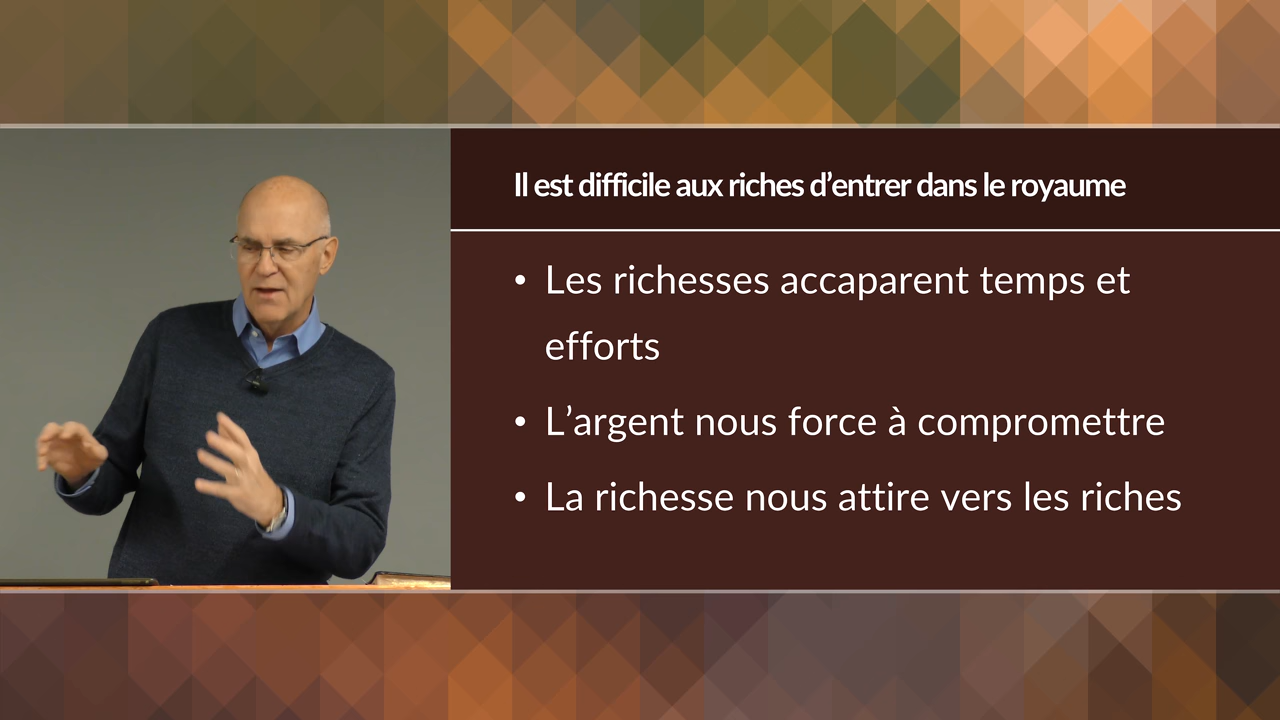 Il est difficile aux riches d’entrer dans le royaume
• Les richesses accaparent temps et
efforts
• L’argent nous force à compromettre
• La richesse nous attire vers les riches